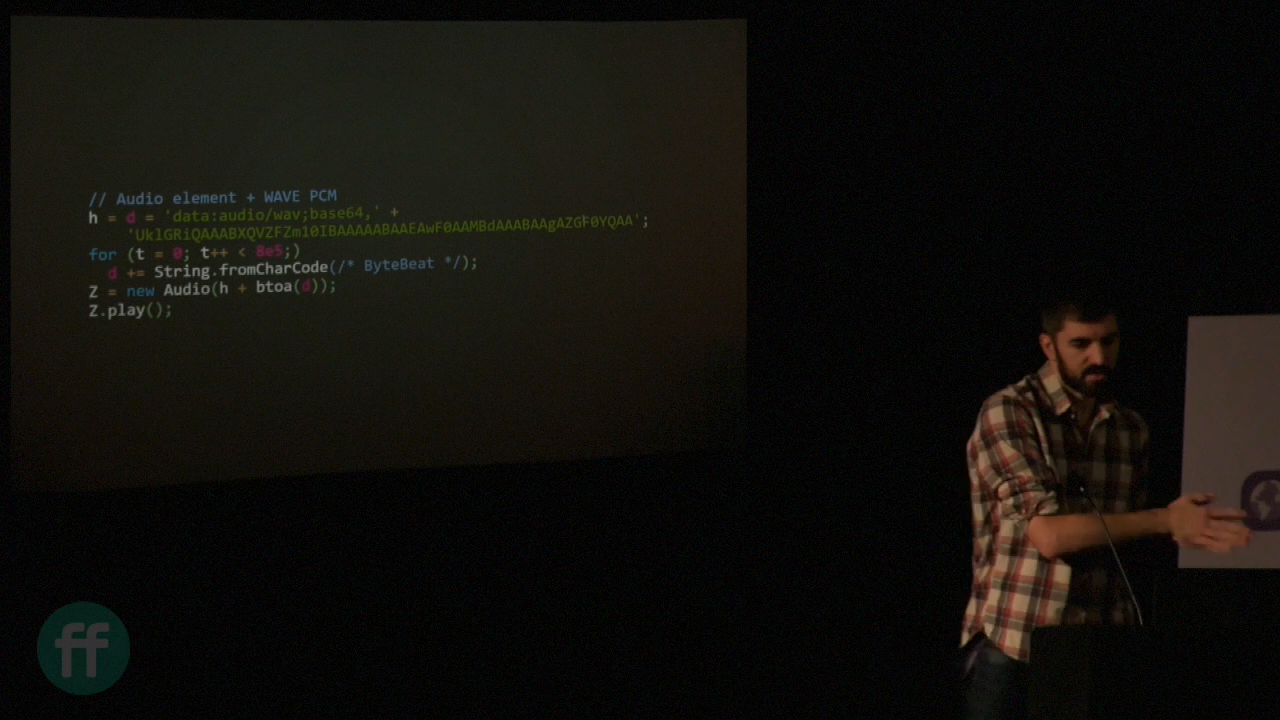 // Audio element + WAVE PCM
h = d = 'data:audio/wav;base64,' +
'UklGRiQAAABXQVZFZm10IBAAAAABAAEAwF0AAMBdAAABAAgAZGF0YQAA';
for (t = 0; t++ < 8e5;)
d += String.fromCharCode(/* ByteBeat */);
Z = new Audio(h + btoa(d));
Z.play();
ff